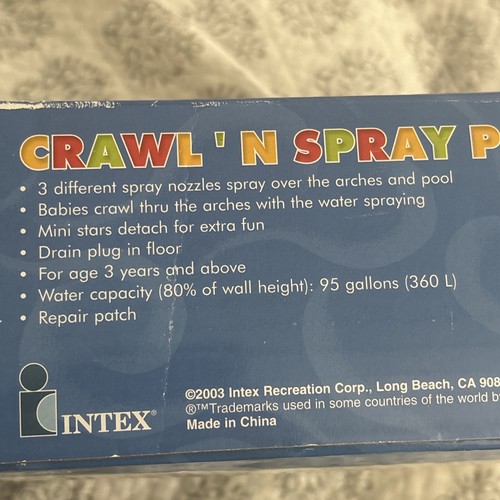 CRAWL 'N SPRAY P
• 3 different spray nozzles spray over the arches and pool
• Babies crawl thru the arches with the water spraying
• Mini stars detach for extra fun
• Drain plug in floor
• For age 3 years and above
• Water capacity (80% of wall height): 95 gallons (360 L)
• Repair patch
INTEX®
©2003 Intex Recreation Corp., Long Beach, CA 908
®™Trademarks used in some countries of the world b
Made in China